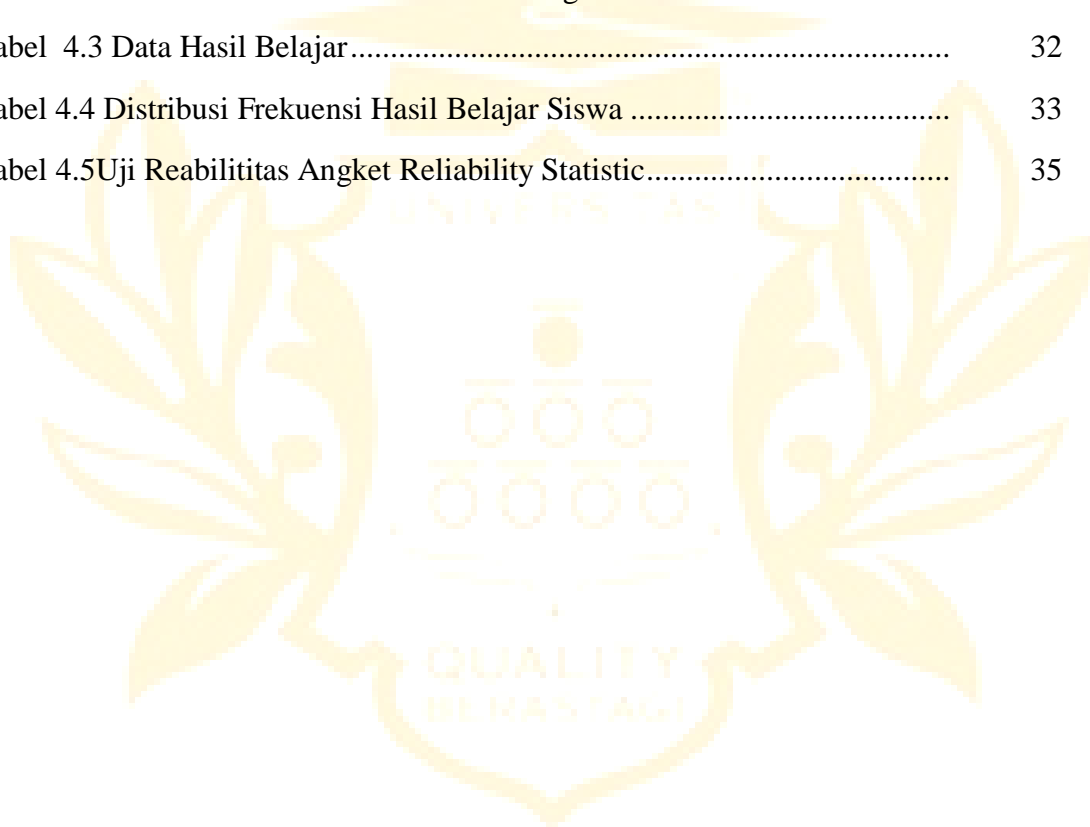 abel  4.3 Data Hasil Belajar........................................................................... 32
abel 4.4 Distribusi Frekuensi Hasil Belajar Siswa ........................................ 33
abel 4.5Uji Reabilititas Angket Reliability Statistic...................................... 35
UNIVERSITAS
QUALITY
BERASTAGI